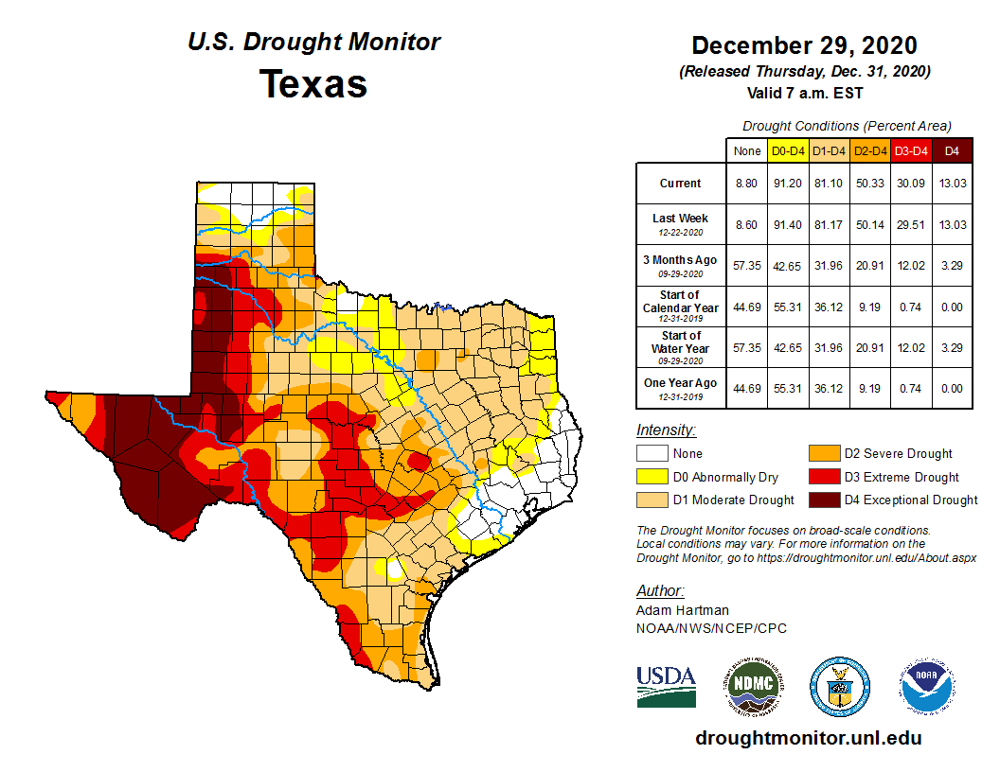 U.S. Drought Monitor
Texas
December 29, 2020
(Released Thursday, Dec. 31, 2020)
Valid 7 a.m. EST
Drought Conditions (Percent Area)
None D0-D4 D1-D4 D2-D4 D3-D4 D4
Current 8.80 91.20 81.10 50.33 30.09 13.03
Last Week
12-22-2020
8.60 91.40 81.17 50.14 29.51 13.03
3 Months Ago
09-29-2020
57.35 42.65 31.96 20.91 12.02 3.29
Start of
Calendar Year
12-31-2019
44.69 55.31 36.12 9.19 0.74 0.00
Start of
Water Year
09-29-2020
57.35 42.65 31.96 20.91 12.02 3.29
One Year Ago
12-31-2019
44.69 55.31 36.12 9.19 0.74 0.00
Intensity:
None
D0 Abnormally Dry
D1 Moderate Drought
D2 Severe Drought
D3 Extreme Drought
D4 Exceptional Drought
The Drought Monitor focuses on broad-scale conditions.
Local conditions may vary. For more information on the
Drought Monitor, go to https://droughtmonitor.unl.edu/About.aspx
Author:
Adam Hartman
NOAA/NWS/NCEP/CPC
USDA
NDMC
NOAA
droughtmonitor.unl.edu